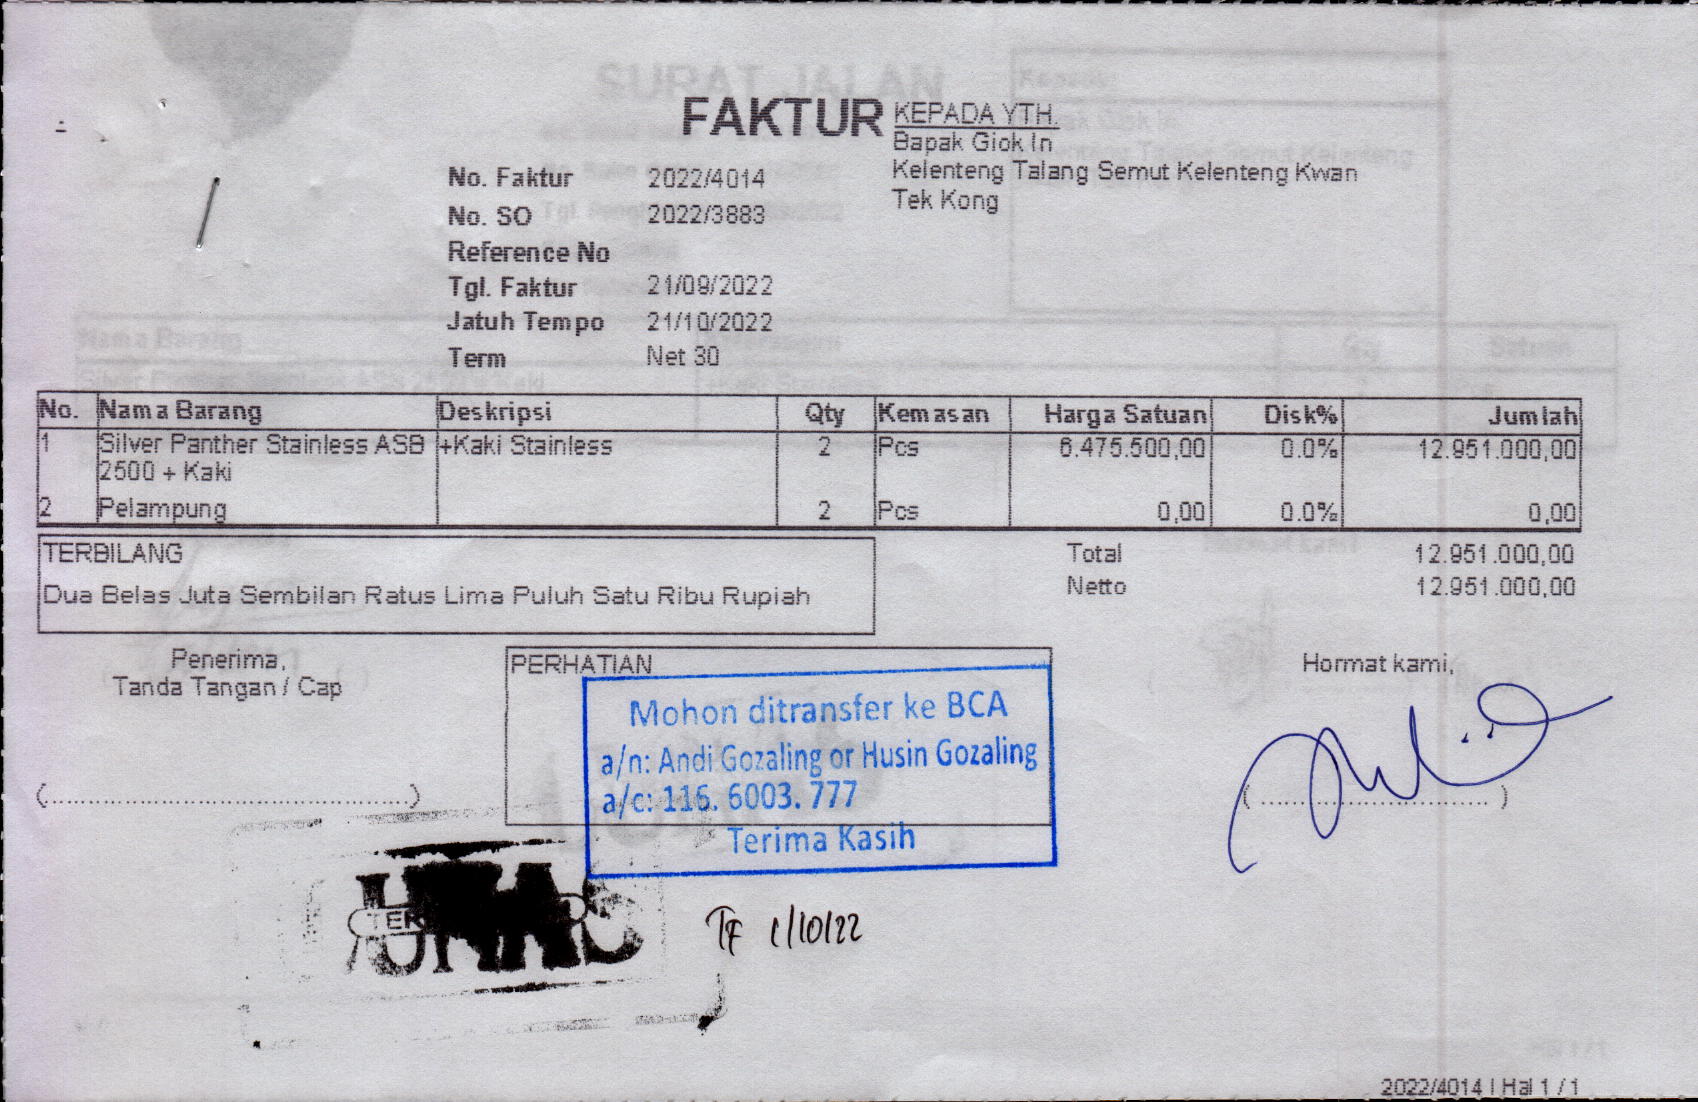 FAKTUR
KEPADA YTH.
Bapak Giok In
Kelenteng Talang Semut Kelenteng Kwan
Tek Kong
No. Faktur 2022/4014
No. SO 2022/3883
Reference No
Tgl. Faktur 21/09/2022
Jatuh Tempo 21/10/2022
Term Net 30
No. Nama Barang Deskripsi Qty Kemasan Harga Satuan Disk% Jumlah
1 Silver Panther Stainless ASB +Kaki Stainless 2 Pcs 6.475.500,00 0.0% 12.951.000,00
2500 + Kaki
2 Pelampung 2 Pcs 0,00 0.0% 0,00
TERBILANG
Dua Belas Juta Sembilan Ratus Lima Puluh Satu Ribu Rupiah
Total 12.951.000,00
Netto 12.951.000,00
Penerima,
Tanda Tangan / Cap
(................................................)
PERHATIAN
Mohon ditransfer ke BCA
a/n: Andi Gozaling or Husin Gozaling
a/c: 116. 6003. 777
Terima Kasih
Hormat kami,
(..............................)
LUNAS
TF 1/10/22
2022/4014 | Hal 1 / 1
SURAT JALAN